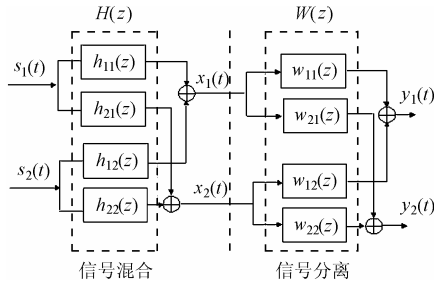 H(z) W(z)
s₁(t) h₁₁(z) x₁(t) w₁₁(z) y₁(t)
h₂₁(z) w₂₁(z)
s₂(t) h₁₂(z) x₂(t) w₁₂(z) y₂(t)
h₂₂(z) w₂₂(z)
信号混合 信号分离